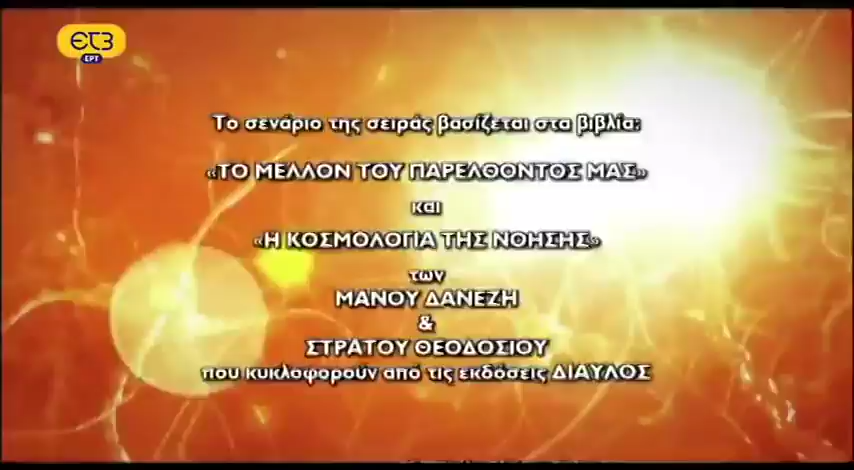 ετ3
ΕΡΤ
Το σενάριο της σειράς βασίζεται στα βιβλία:
«ΤΟ ΜΕΛΛΟΝ ΤΟΥ ΠΑΡΕΛΘΟΝΤΟΣ ΜΑΣ»
και
«Η ΚΟΣΜΟΛΟΓΙΑ ΤΗΣ ΝΟΗΣΗΣ»
των
ΜΑΝΟΥ ΔΑΝΕΖΗ
&
ΣΤΡΑΤΟΥ ΘΕΟΔΟΣΙΟΥ
που κυκλοφορούν από τις εκδόσεις ΔΙΑΥΛΟΣ